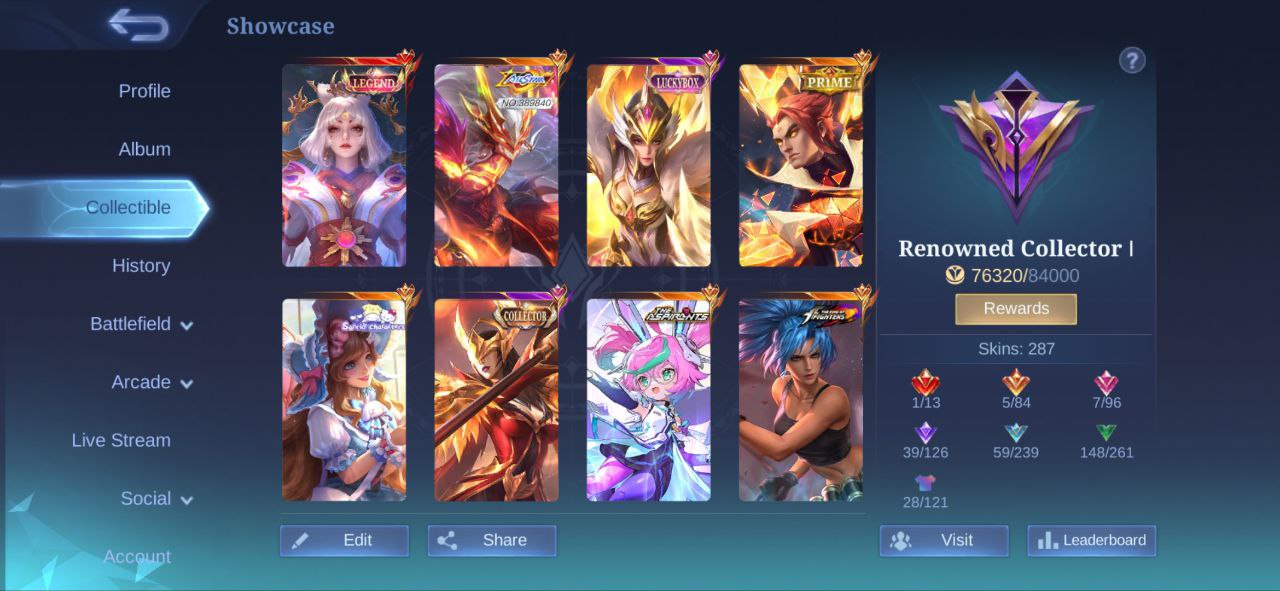 Showcase
Profile
Album
Collectible
History
Battlefield
Arcade
Live Stream
Social
Account
LEGEND
ALLSTAR
NO.389840
LUCKYBOX
PRIME
Sanrio characters
COLLECTOR
THE ASPIRANTS
THE KING OF FIGHTERS
Edit
Share
?
Renowned Collector I
76320/84000
Rewards
Skins: 287
1/13
5/84
7/96
39/126
59/239
148/261
28/121
Visit
Leaderboard